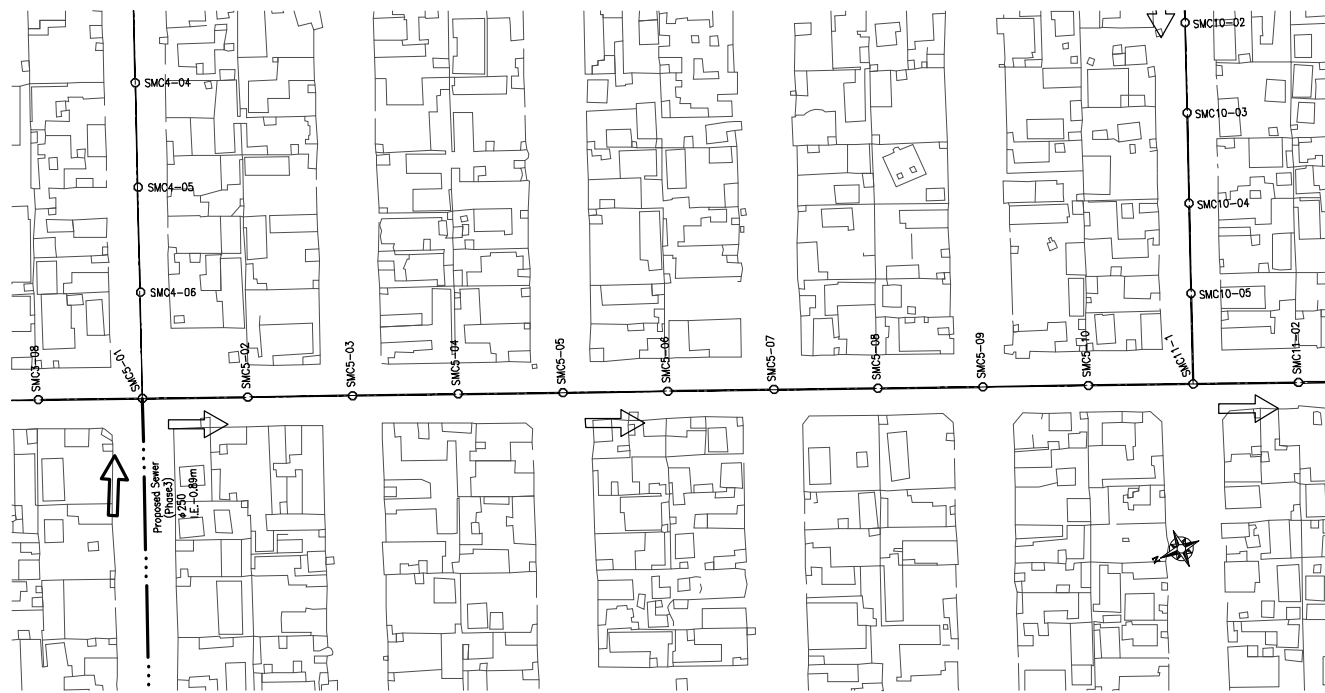 SMC10-02
SMC4-04
SMC10-03
SMC4-05
SMC10-04
SMC4-06
SMC10-05
SMC3-08
SMC5-01
SMC5-02
SMC5-03
SMC5-04
SMC5-05
SMC5-06
SMC5-07
SMC5-08
SMC5-09
SMC5-10
SMC11-1
SMC11-02
Proposed Sewer
(Phase3)
φ250
I.E.-0.89m